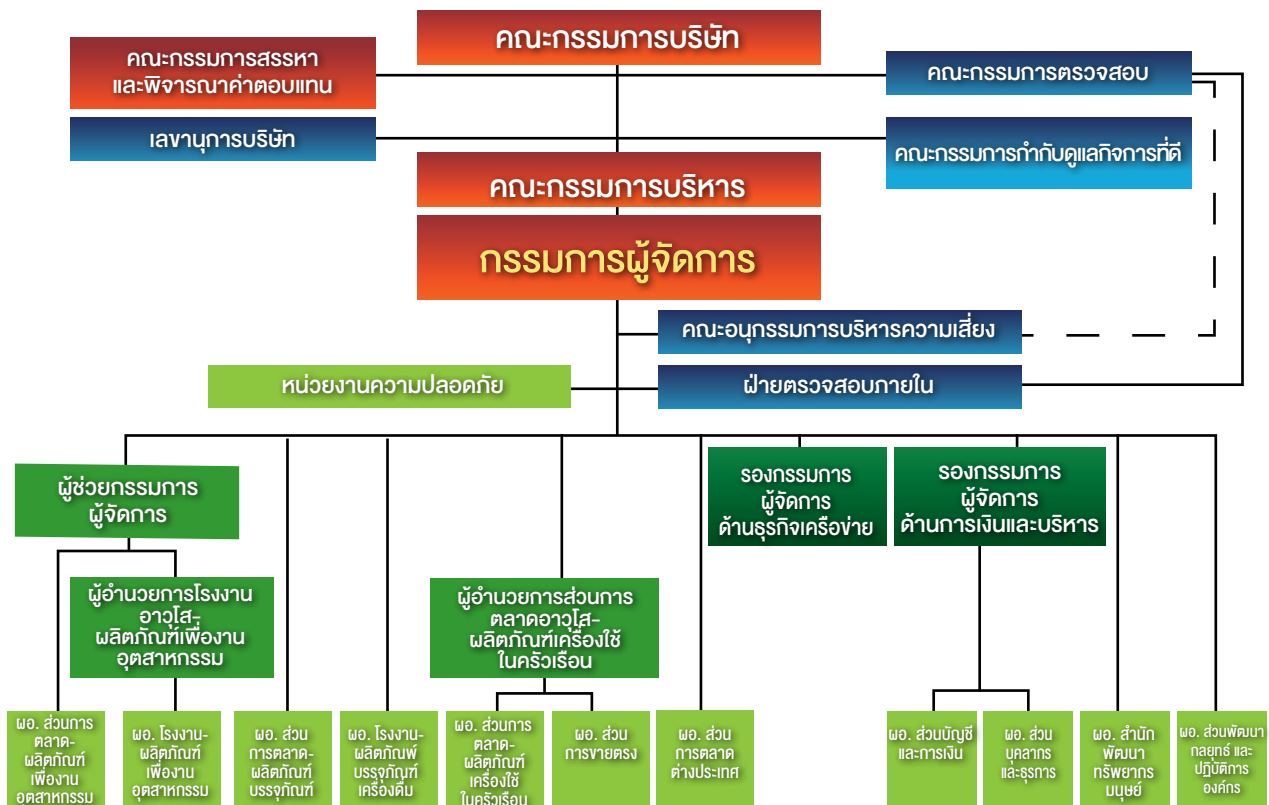 คณะกรรมการบริษัท
คณะกรรมการสรรหา
และพิจารณาค่าตอบแทน
คณะกรรมการตรวจสอบ
เลขานุการบริษัท
คณะกรรมการกำกับดูแลกิจการที่ดี
คณะกรรมการบริหาร
กรรมการผู้จัดการ
คณะอนุกรรมการบริหารความเสี่ยง
หน่วยงานความปลอดภัย
ฝ่ายตรวจสอบภายใน
ผู้ช่วยกรรมการ
ผู้จัดการ
รองกรรมการ
ผู้จัดการ
ด้านธุรกิจเครือข่าย
รองกรรมการ
ผู้จัดการ
ด้านการเงินและบริหาร
ผู้อำนวยการโรงงาน
อาวุโส-
ผลิตภัณฑ์เพื่องาน
อุตสาหกรรม
ผู้อำนวยการส่วนการ
ตลาดอาวุโส-
ผลิตภัณฑ์เครื่องใช้
ในครัวเรือน
ผอ. ส่วนการ
ตลาด-
ผลิตภัณฑ์
เพื่องาน
อุตสาหกรรม
ผอ. โรงงาน-
ผลิตภัณฑ์
เพื่องาน
อุตสาหกรรม
ผอ. ส่วน
การตลาด-
ผลิตภัณฑ์
บรรจุภัณฑ์
ผอ. โรงงาน-
ผลิตภัณฑ์
บรรจุภัณฑ์
เครื่องดื่ม
ผอ. ส่วนการ
ตลาด-
ผลิตภัณฑ์
เครื่องใช้
ในครัวเรือน
ผอ. ส่วน
การขายตรง
ผอ. ส่วน
การตลาด
ต่างประเทศ
ผอ. ส่วนบัญชี
และการเงิน
ผอ. ส่วน
บุคลากร
และธุรการ
ผอ. สำนัก
พัฒนา
ทรัพยากร
มนุษย์
ผอ. ส่วนพัฒนา
กลยุทธ์ และ
ปฏิบัติการ
องค์กร